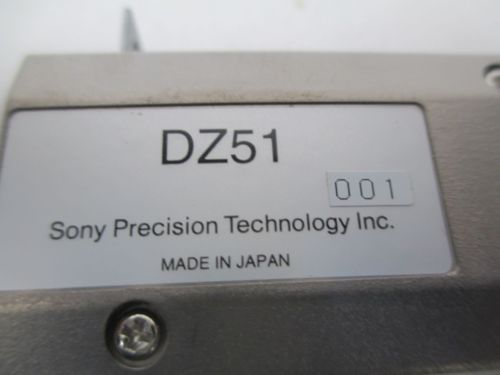 DZ51
001
Sony Precision Technology Inc.
MADE IN JAPAN